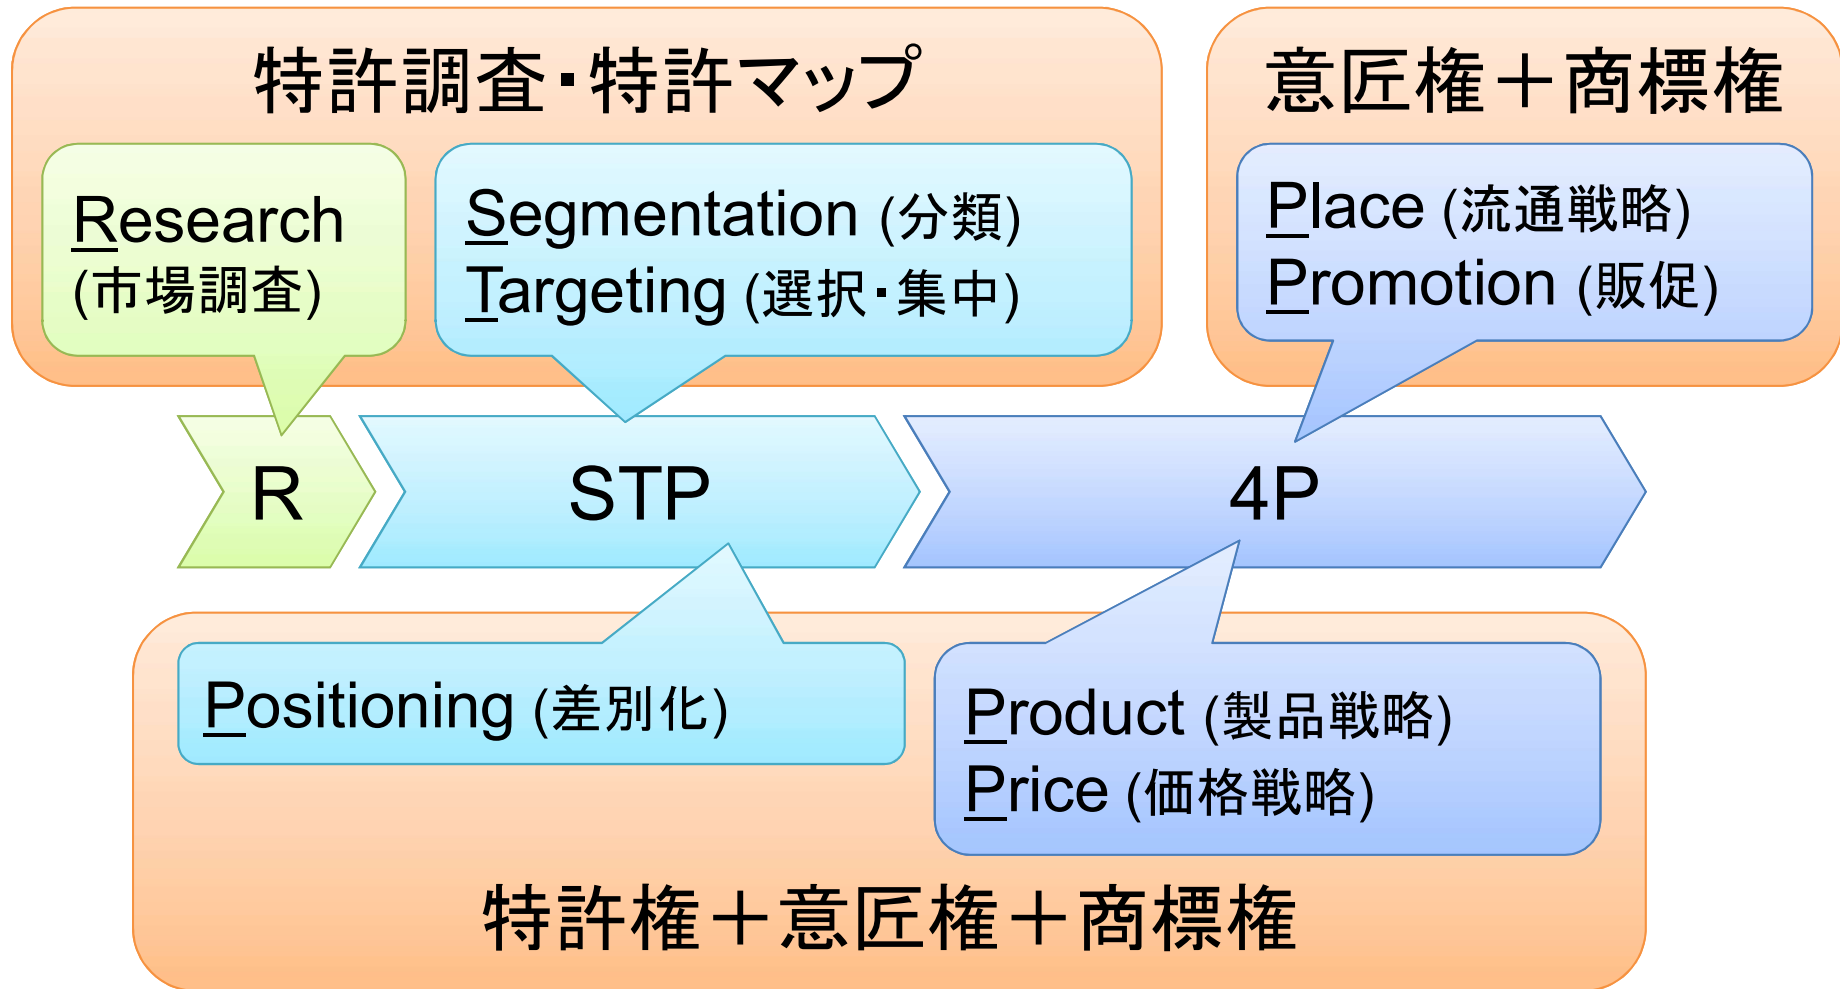 特許調査・特許マップ
Research
(市場調査)
Segmentation (分類)
Targeting (選択・集中)
意匠権＋商標権
Place (流通戦略)
Promotion (販促)
R
STP
4P
Positioning (差別化)
Product (製品戦略)
Price (価格戦略)
特許権＋意匠権＋商標権